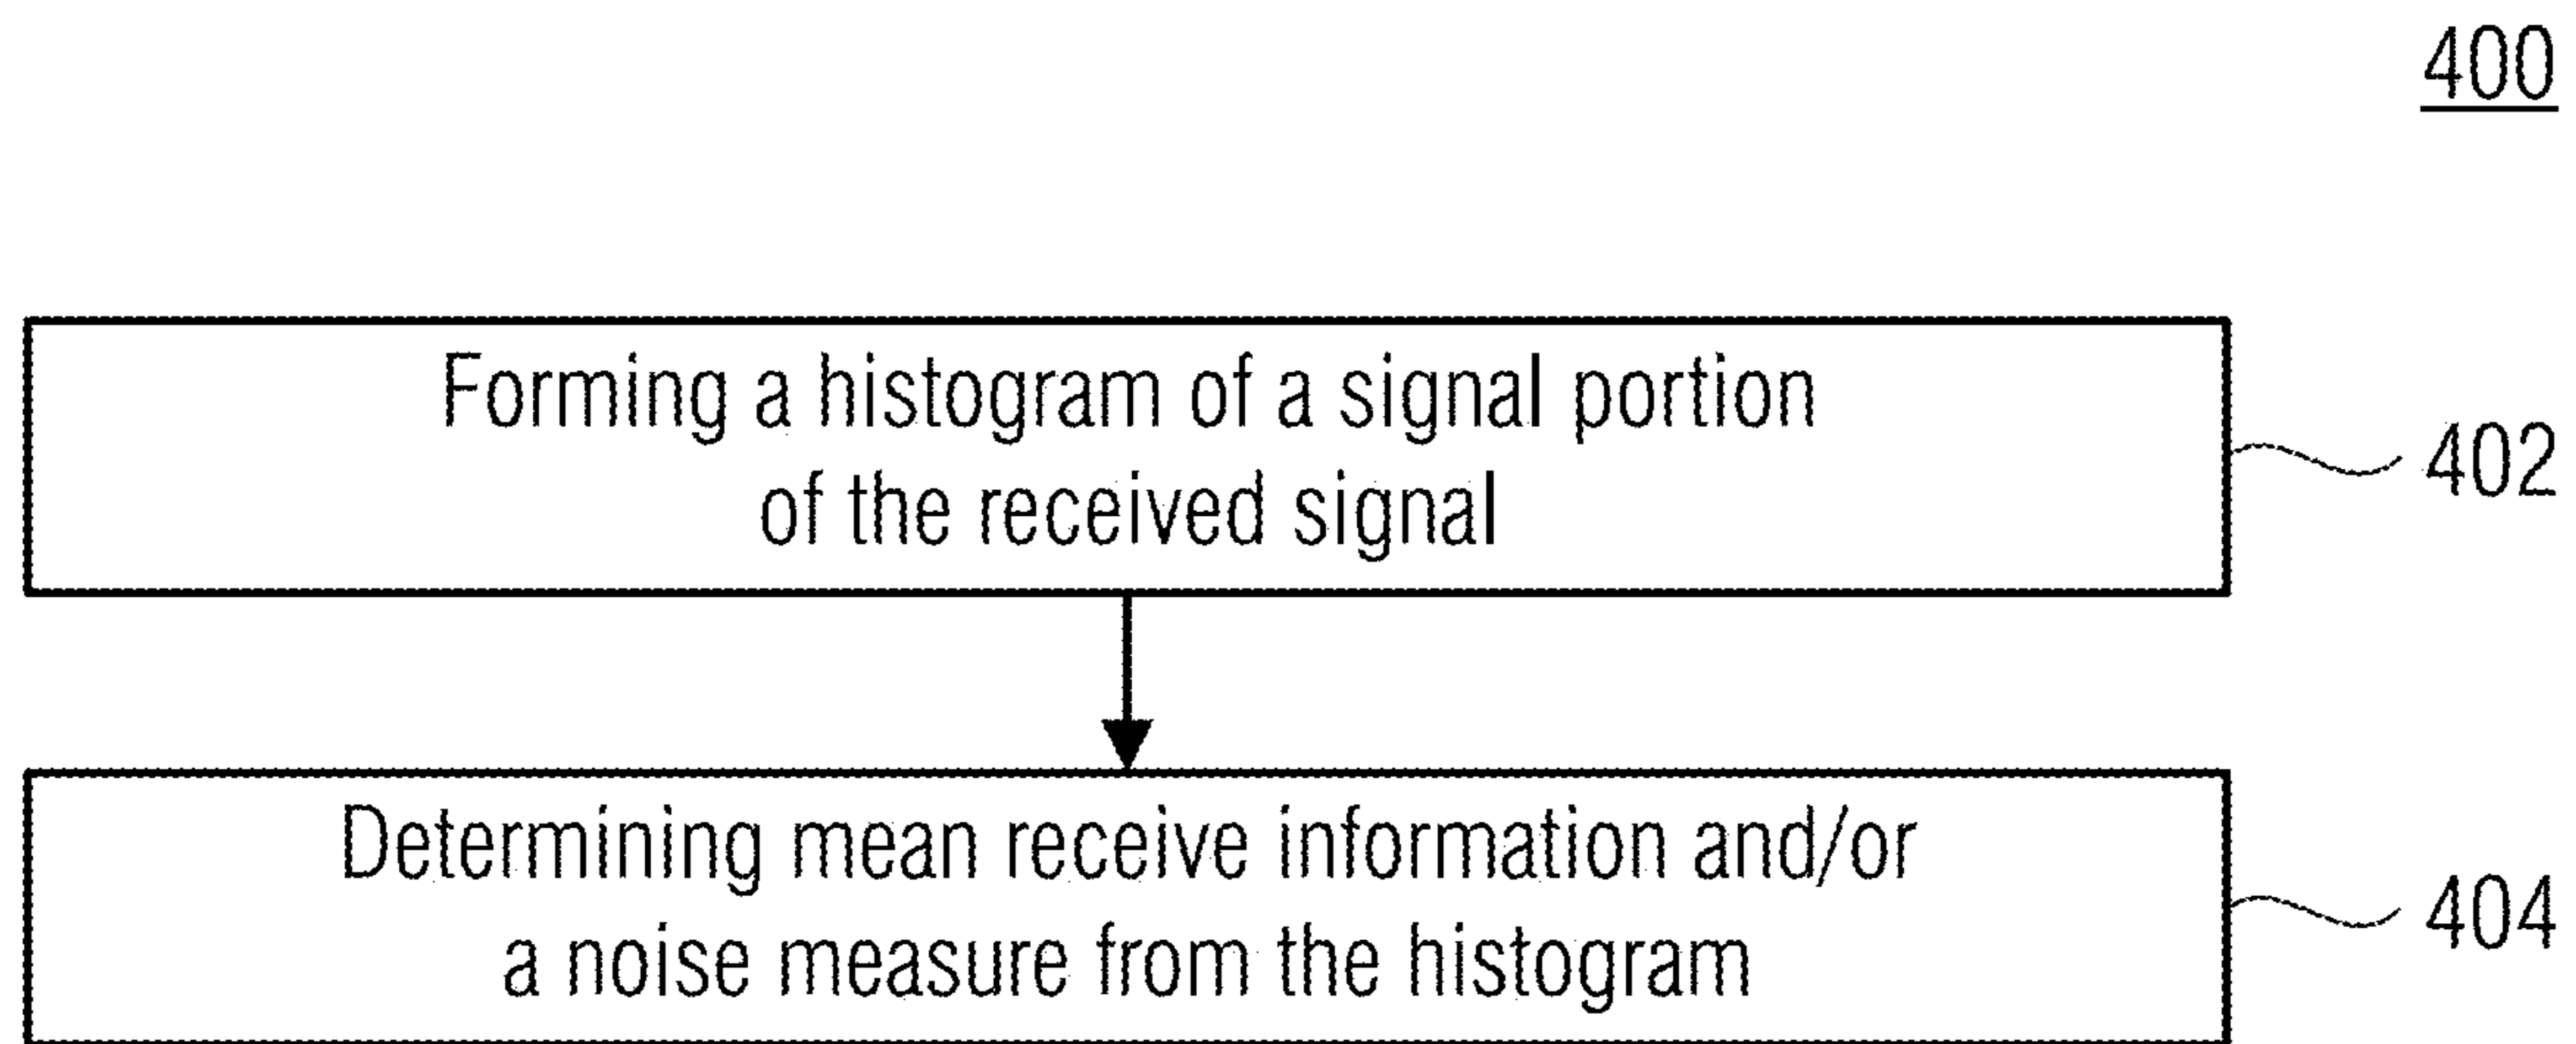 400
Forming a histogram of a signal portion
of the received signal
402
Determining mean receive information and/or
a noise measure from the histogram
404